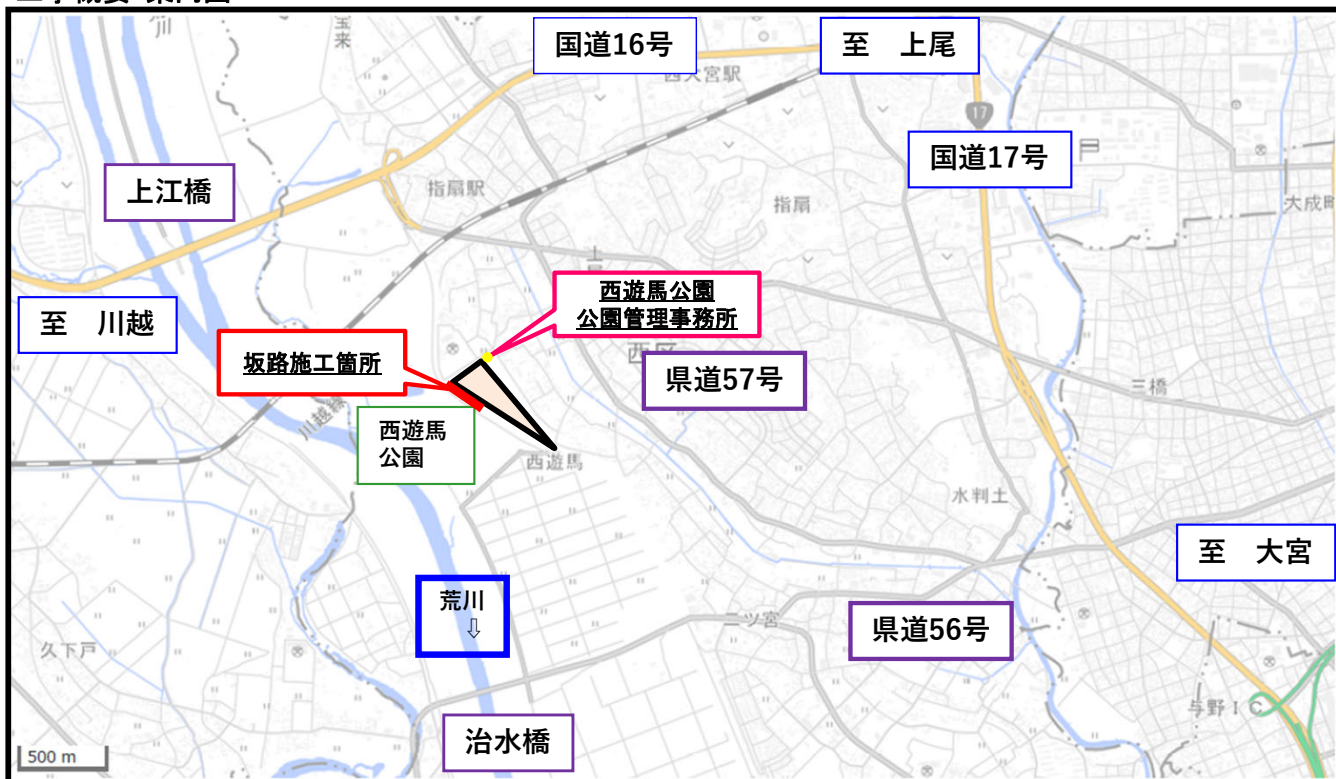 国道16号
至　上尾
宝来
川
西大宮駅
17
国道17号
上江橋
指扇駅
指扇
大成町
西遊馬公園
公園管理事務所
至　川越
西区
坂路施工箇所
県道57号
三橋
川越線
西遊馬
公園
西遊馬
水判土
至　大宮
荒川
⇩
二ツ宮
県道56号
久下戸
与野ＩＣ
治水橋
500 m